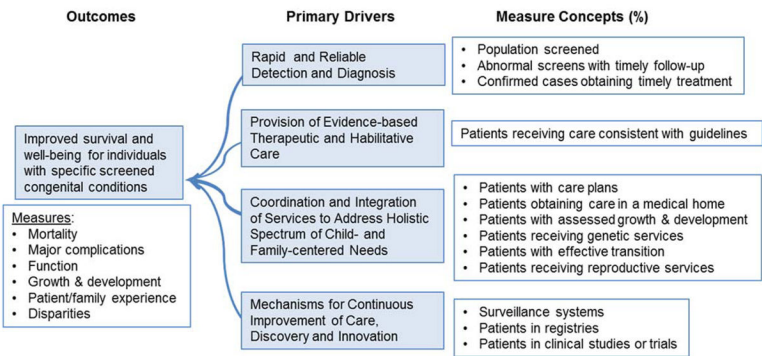 Outcomes
Primary Drivers
Measure Concepts (%)
Improved survival and
well-being for individuals
with specific screened
congenital conditions
Measures:
• Mortality
• Major complications
• Function
• Growth & development
• Patient/family experience
• Disparities
Rapid and Reliable
Detection and Diagnosis
• Population screened
• Abnormal screens with timely follow-up
• Confirmed cases obtaining timely treatment
Provision of Evidence-based
Therapeutic and Habilitative
Care
Patients receiving care consistent with guidelines
Coordination and Integration
of Services to Address Holistic
Spectrum of Child- and
Family-centered Needs
• Patients with care plans
• Patients obtaining care in a medical home
• Patients with assessed growth & development
• Patients receiving genetic services
• Patients with effective transition
• Patients receiving reproductive services
Mechanisms for Continuous
Improvement of Care,
Discovery and Innovation
• Surveillance systems
• Patients in registries
• Patients in clinical studies or trials